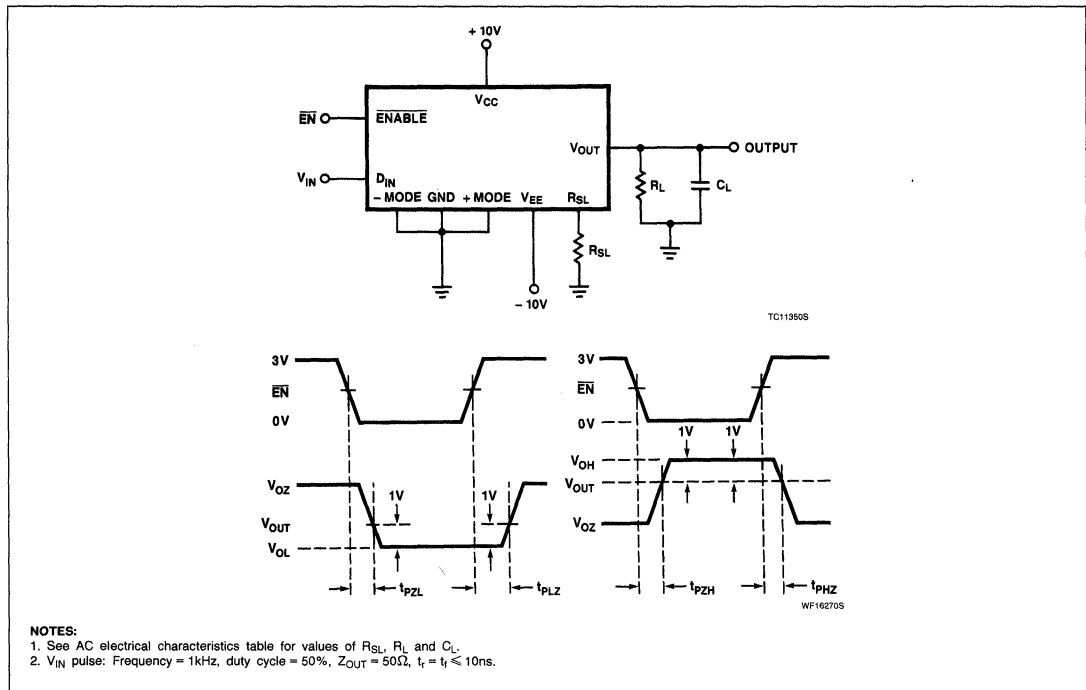 + 10V
VCC
EN
ENABLE
VOUT
OUTPUT
VIN
DIN
RL
CL
– MODE GND + MODE VEE RSL
RSL
– 10V
TC11350S
3V
EN
0V
VOZ
1V
1V
VOUT
VOL
tPZL
tPLZ
3V
EN
0V
1V
1V
VOH
VOUT
VOZ
tPZH
tPHZ
WF16270S
NOTES:
1. See AC electrical characteristics table for values of RSL, RL and CL.
2. VIN pulse: Frequency = 1kHz, duty cycle = 50%, ZOUT = 50Ω, tr = tf ⩽ 10ns.